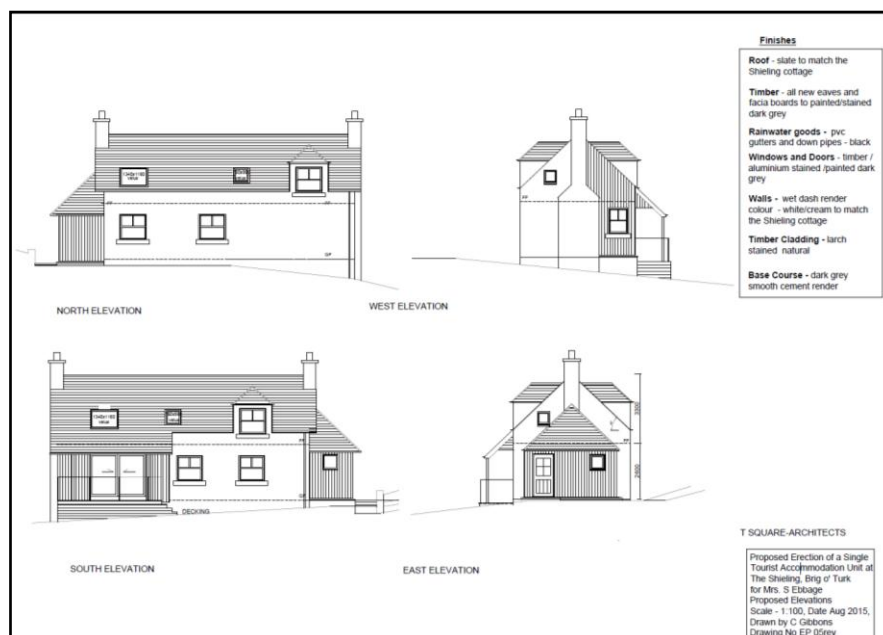 Finishes
Roof - slate to match the
Shieling cottage
Timber - all new eaves and
facia boards to painted/stained
dark grey
Rainwater goods - pvc
gutters and down pipes - black
Windows and Doors - timber /
aluminium stained /painted dark
grey
Walls - wet dash render
colour - white/cream to match
the Shieling cottage
Timber Cladding - larch
stained natural
Base Course - dark grey
smooth cement render
NORTH ELEVATION
WEST ELEVATION
DECKING
3000
2400
SOUTH ELEVATION
EAST ELEVATION
T SQUARE-ARCHITECTS
Proposed Erection of a Single
Tourist Accommodation Unit at
The Shieling, Brig o' Turk
for Mrs. S Ebbage
Proposed Elevations
Scale - 1:100, Date Aug 2015,
Drawn by C Gibbons
Drawing No EP 05rev